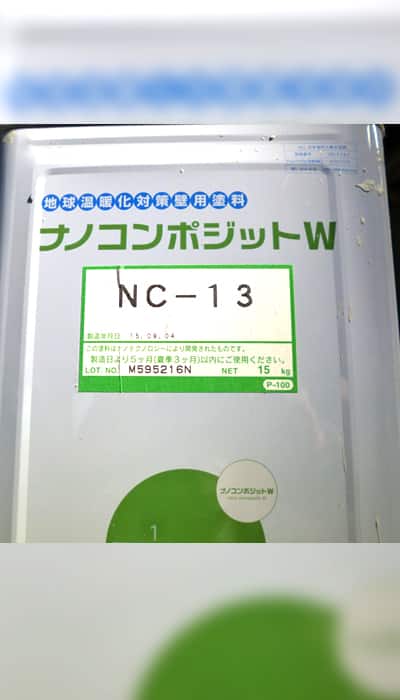 地球温暖化対策壁用塗料
ナノコンポジットW
NC-13
製造年月日 15.09.04
この塗料はナノテクノロジーにより開発されたものです。
製造日より5ヶ月(夏季3ヶ月)以内にご使用ください。
LOT NO. M595216N NET 15 kg
P-100
ナノコンポジットW
1